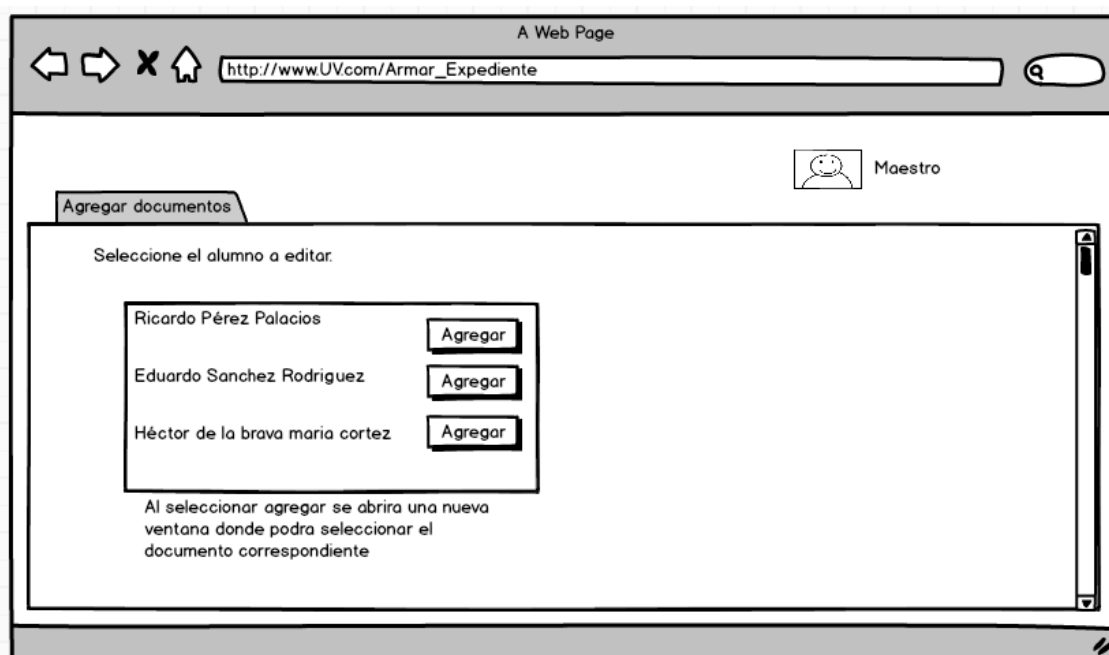 A Web Page
http://www.UV.com/Armar_Expediente
Maestro
Agregar documentos
Seleccione el alumno a editar.
Ricardo Pérez Palacios
Agregar
Eduardo Sanchez Rodriguez
Agregar
Héctor de la brava maria cortez
Agregar
Al seleccionar agregar se abrira una nueva
ventana donde podra seleccionar el
documento correspondiente